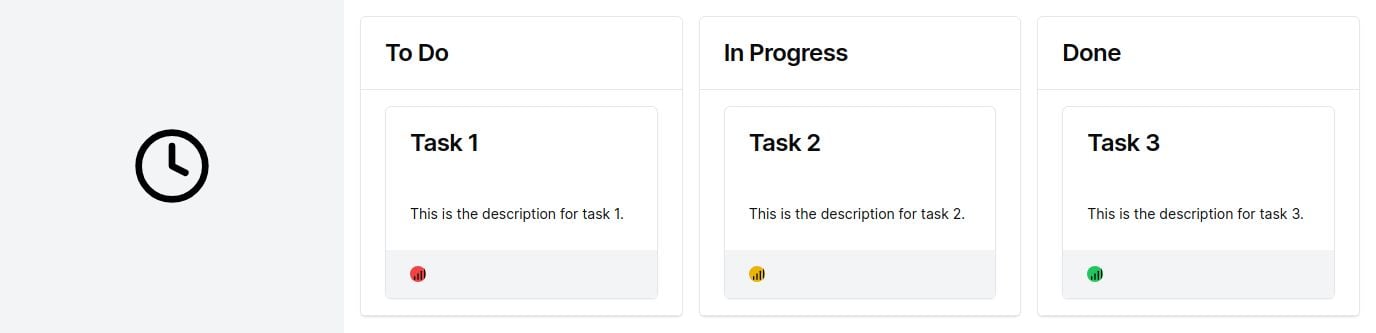 To Do
Task 1
This is the description for task 1.
In Progress
Task 2
This is the description for task 2.
Done
Task 3
This is the description for task 3.